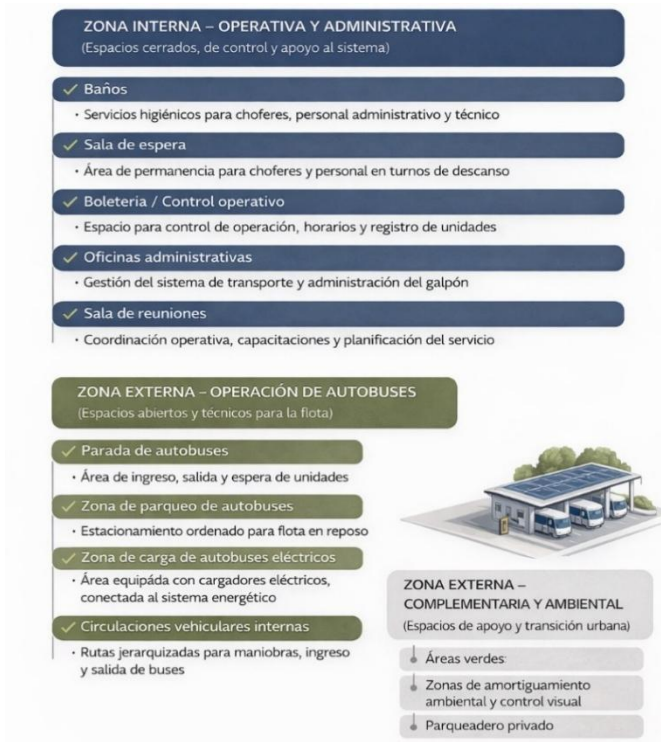 ZONA INTERNA – OPERATIVA Y ADMINISTRATIVA
(Espacios cerrados, de control y apoyo al sistema)
Baños
· Servicios higiénicos para choferes, personal administrativo y técnico
Sala de espera
· Área de permanencia para choferes y personal en turnos de descanso
Boleteria / Control operativo
· Espacio para control de operación, horarios y registro de unidades
Oficinas administrativas
· Gestión del sistema de transporte y administración del galpón
Sala de reuniones
· Coordinación operativa, capacitaciones y planificación del servicio
ZONA EXTERNA – OPERACIÓN DE AUTOBUSES
(Espacios abiertos y técnicos para la flota)
Parada de autobuses
· Área de ingreso, salida y espera de unidades
Zona de parqueo de autobuses
· Estacionamiento ordenado para flota en reposo
Zona de carga de autobuses eléctricos
· Área equipáda con cargadores eléctricos,
conectada al sistema energético
Circulaciones vehiculares internas
· Rutas jerarquizadas para maniobras, ingreso
y salida de buses
ZONA EXTERNA –
COMPLEMENTARIA Y AMBIENTAL
(Espacios de apoyo y transición urbana)
Áreas verdes:
Zonas de amortiguamiento
ambiental y control visual
Parqueadero privado